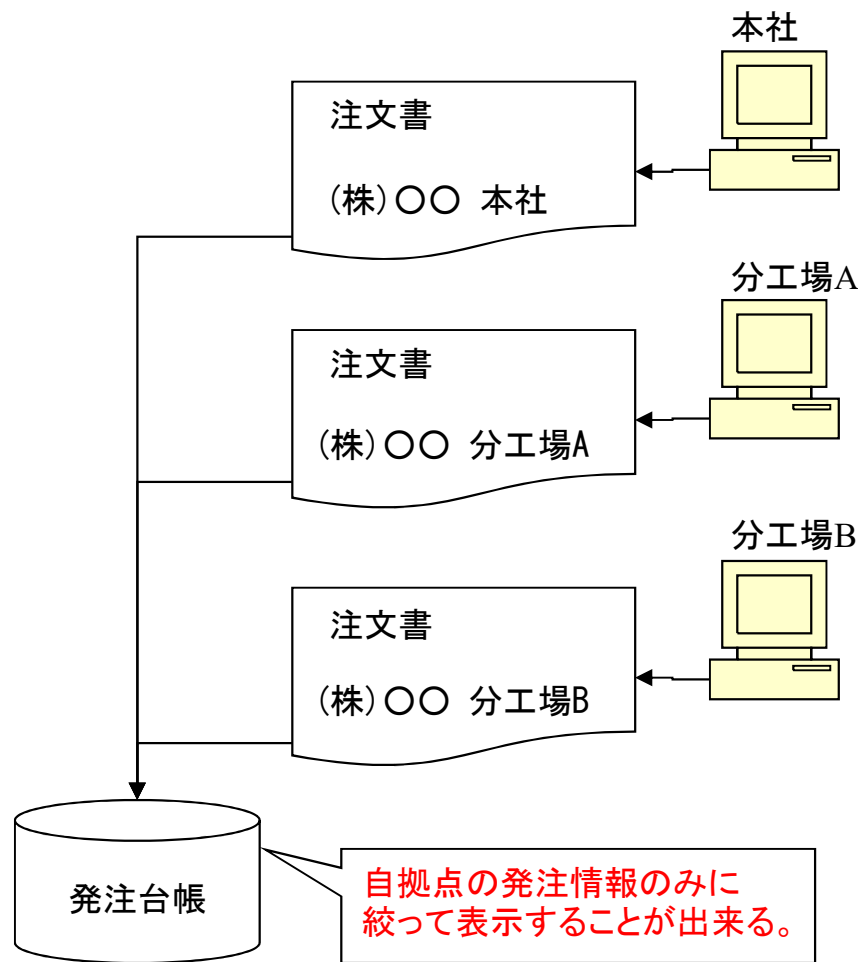 本社
注文書
(株)〇〇 本社
分工場A
注文書
(株)〇〇 分工場A
分工場B
注文書
(株)〇〇 分工場B
発注台帳
自拠点の発注情報のみに
絞って表示することが出来る。